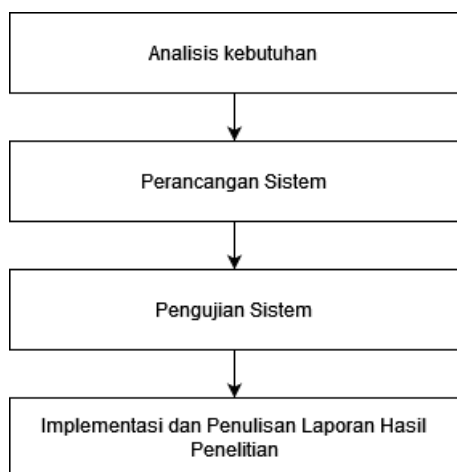 Analisis kebutuhan
Perancangan Sistem
Pengujian Sistem
Implementasi dan Penulisan Laporan Hasil
Penelitian